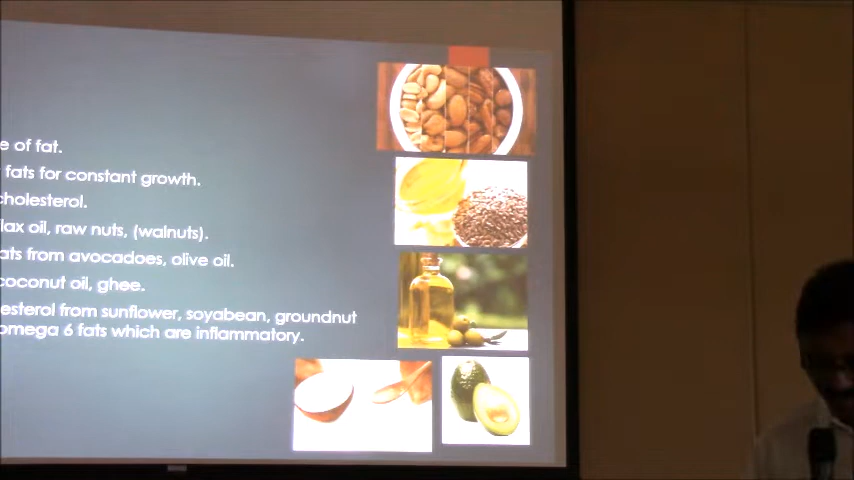 e of fat.
fats for constant growth.
cholesterol.
flax oil, raw nuts, (walnuts).
ats from avocadoes, olive oil.
coconut oil, ghee.
esterol from sunflower, soyabean, groundnut
omega 6 fats which are inflammatory.